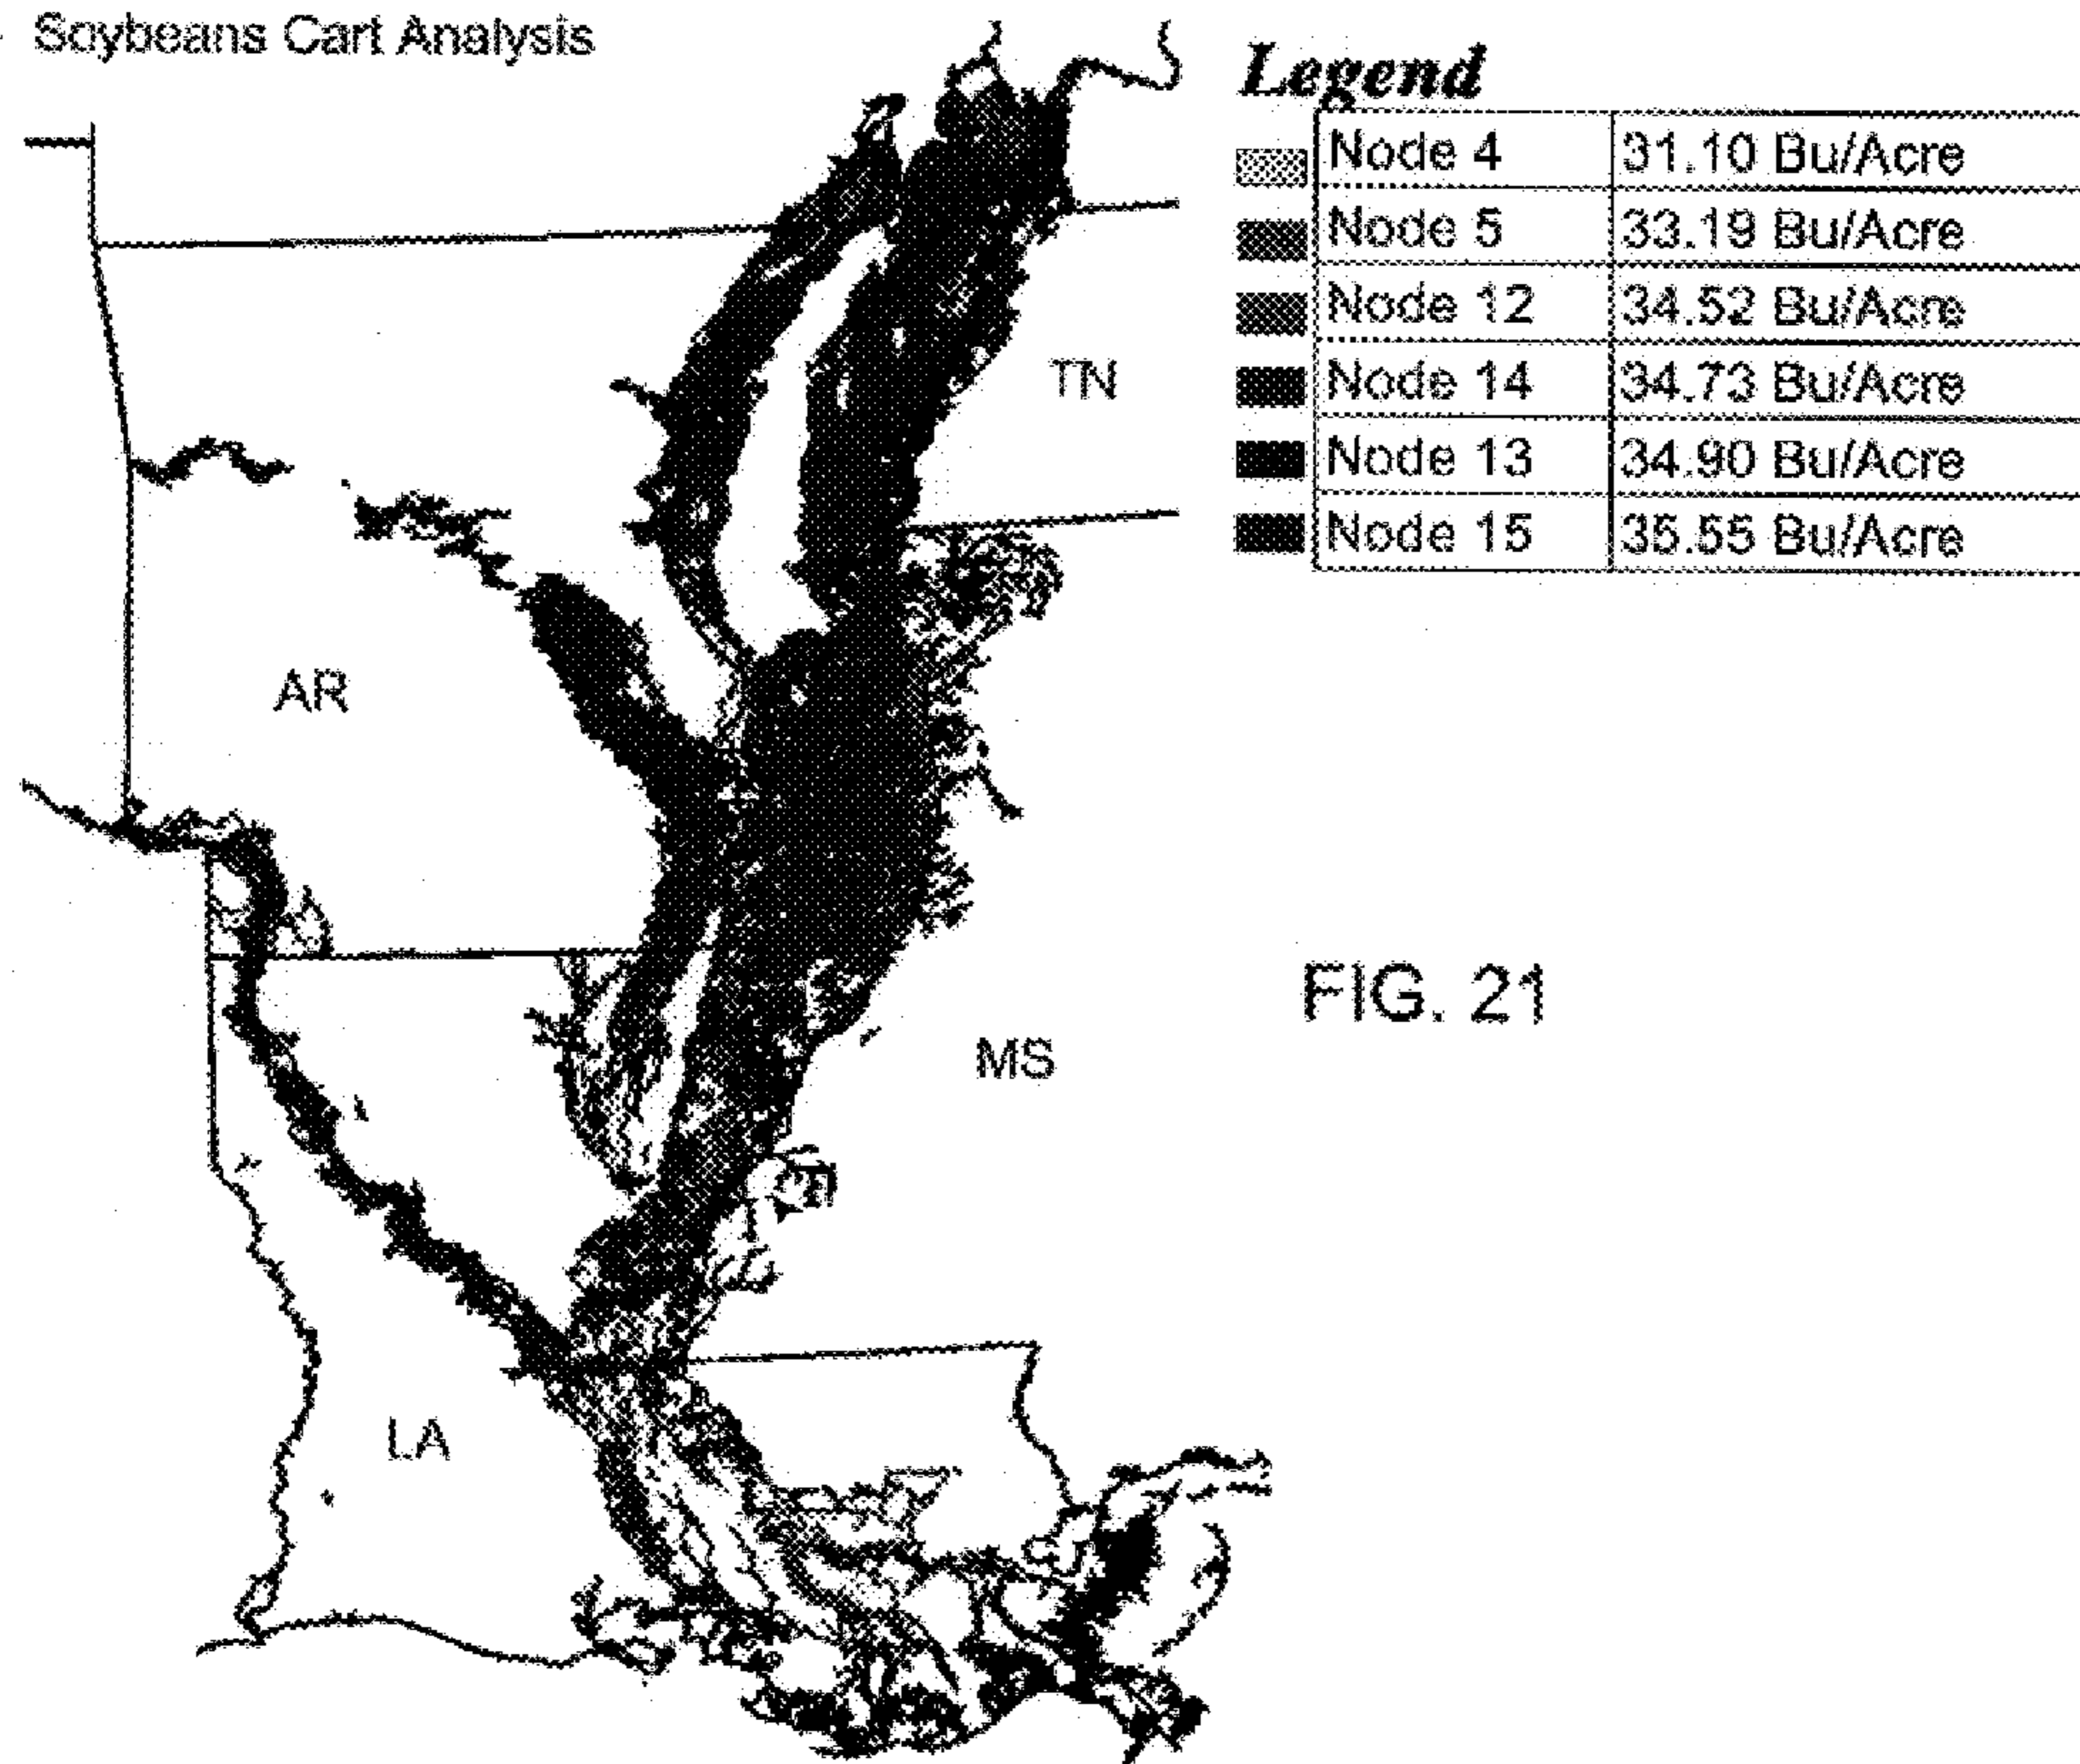 Soybeans Cart Analysis
Legend
Node 4 31.10 Bu/Acre
Node 5 33.19 Bu/Acre
Node 12 34.52 Bu/Acre
Node 14 34.73 Bu/Acre
Node 13 34.90 Bu/Acre
Node 15 35.55 Bu/Acre
TN
AR
FIG. 21
MS
LA